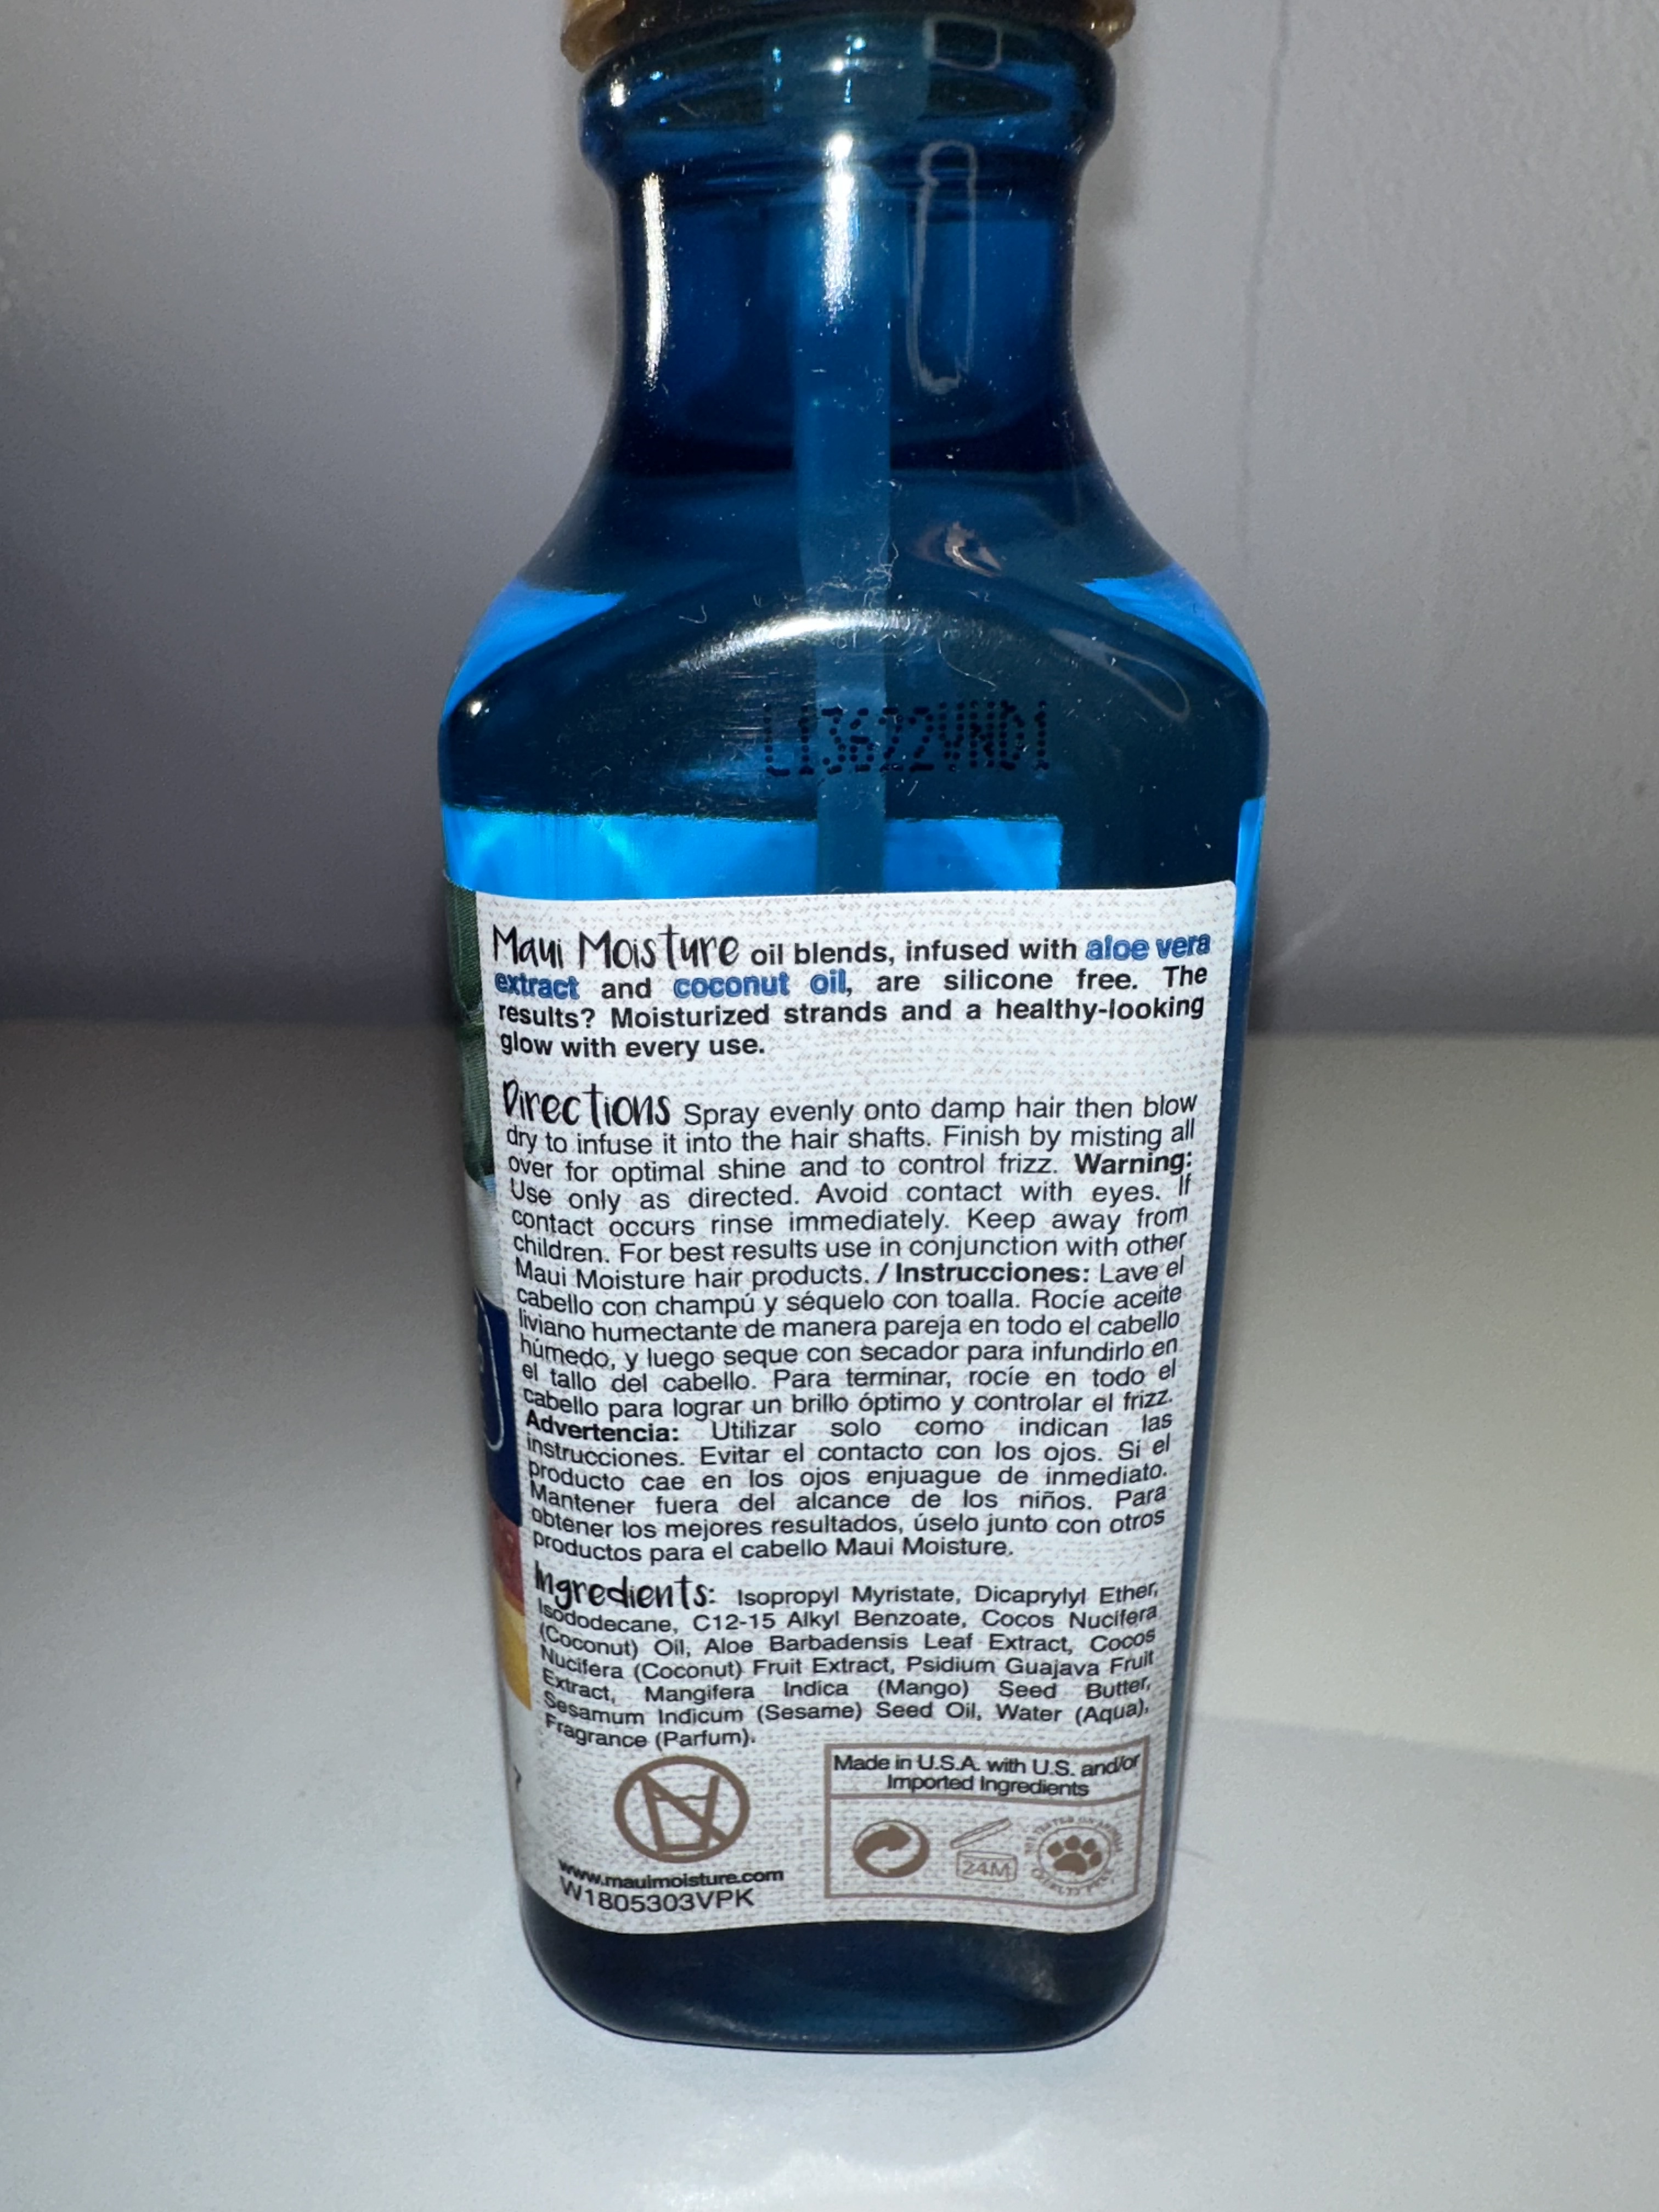 L13622VND1
Maui Moisture oil blends, infused with aloe vera
extract and coconut oil, are silicone free. The
results? Moisturized strands and a healthy-looking
glow with every use.
Directions Spray evenly onto damp hair then blow
dry to infuse it into the hair shafts. Finish by misting all
over for optimal shine and to control frizz. Warning:
Use only as directed. Avoid contact with eyes. If
contact occurs rinse immediately. Keep away from
children. For best results use in conjunction with other
Maui Moisture hair products. / Instrucciones: Lave el
cabello con champú y séquelo con toalla. Rocíe aceite
liviano humectante de manera pareja en todo el cabello
húmedo, y luego seque con secador para infundirlo en
el tallo del cabello. Para terminar, rocíe en todo el
cabello para lograr un brillo óptimo y controlar el frizz.
Advertencia: Utilizar solo como indican las
instrucciones. Evitar el contacto con los ojos. Si el
producto cae en los ojos enjuague de inmediato.
Mantener fuera del alcance de los niños. Para
obtener los mejores resultados, úselo junto con otros
productos para el cabello Maui Moisture.
Ingredients: Isopropyl Myristate, Dicaprylyl Ether,
Isododecane, C12-15 Alkyl Benzoate, Cocos Nucifera
(Coconut) Oil, Aloe Barbadensis Leaf Extract, Cocos
Nucifera (Coconut) Fruit Extract, Psidium Guajava Fruit
Extract, Mangifera Indica (Mango) Seed Butter,
Sesamum Indicum (Sesame) Seed Oil, Water (Aqua),
Fragrance (Parfum).
Made in U.S.A. with U.S. and/or
Imported Ingredients
24M
NOT TESTED ON ANIMALS
CRUELTY FREE
www.mauimoisture.com
W1805303VPK